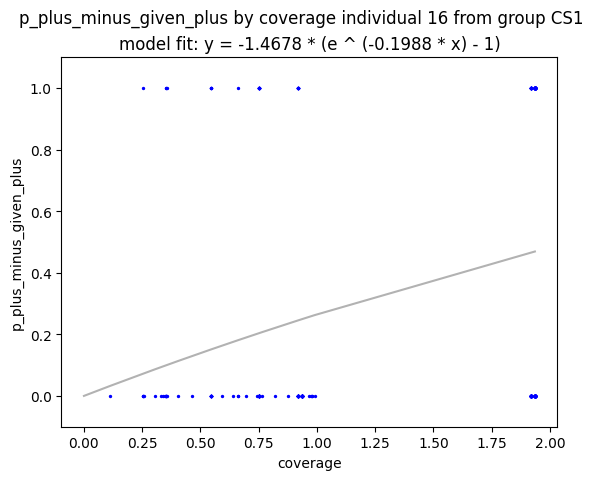 p_plus_minus_given_plus by coverage individual 16 from group CS1
model fit: y = -1.4678 * (e ^ (-0.1988 * x) - 1)
1.0
0.8
0.6
0.4
0.2
0.0
p_plus_minus_given_plus
0.00 0.25 0.50 0.75 1.00 1.25 1.50 1.75 2.00
coverage